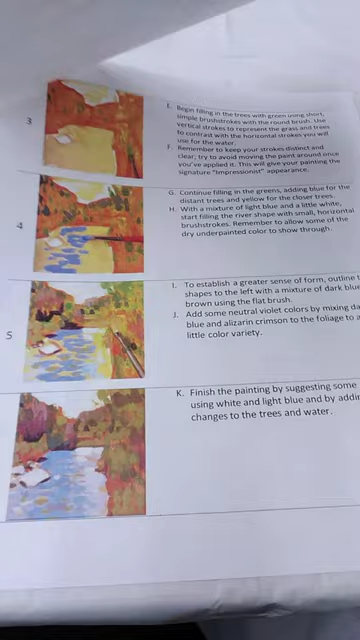 3
E. Begin filling in the trees with green using short,
simple brushstrokes with the round brush. Use
vertical strokes to represent the grass and trees
to contrast with the horizontal strokes you will
use for the water.
F. Remember to keep your strokes distinct and
clear, try to avoid moving the paint around once
you've applied it. This will give your painting the
signature "Impressionist" appearance.
4
G. Continue filling in the greens, adding blue for the
distant trees and yellow for the closer trees.
H. With a mixture of light blue and a little white,
start filling the river shape with small, horizontal
brushstrokes. Remember to allow some of the
dry underpainted color to show through.
5
I. To establish a greater sense of form, outline
shapes to the left with a mixture of dark blue
brown using the flat brush.
J. Add some neutral violet colors by mixing
blue and alizarin crimson to the foliage to
little color variety.
K. Finish the painting by suggesting some
using white and light blue and by
changes to the trees and water.